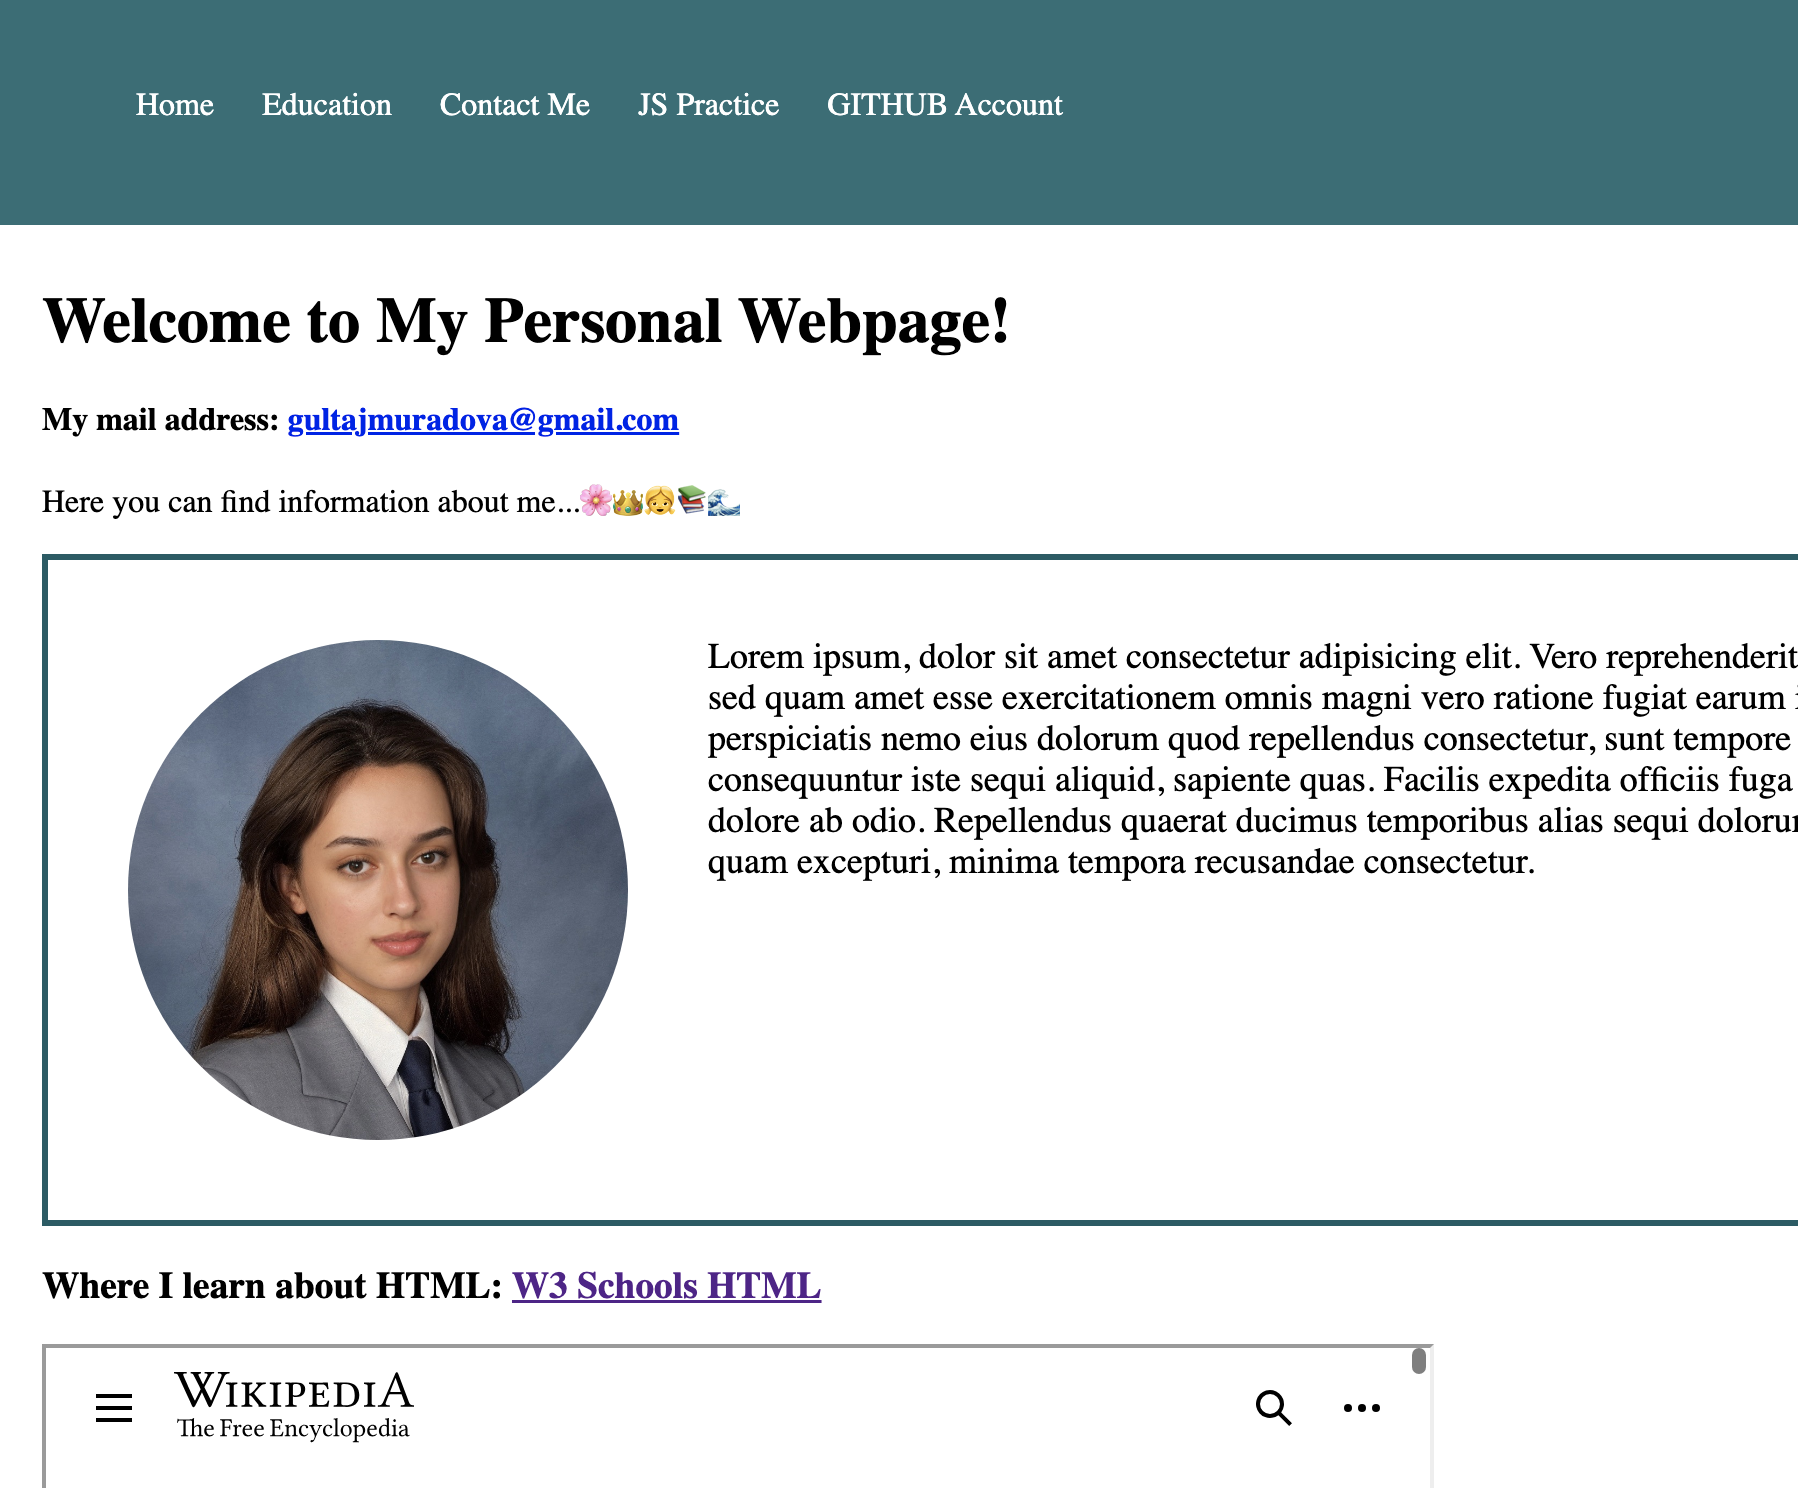 Home Education Contact Me JS Practice GITHUB Account
Welcome to My Personal Webpage!
My mail address: gultajmuradova@gmail.com
Here you can find information about me...🌸👑👧📚🌊
Lorem ipsum, dolor sit amet consectetur adipisicing elit. Vero reprehenderit
sed quam amet esse exercitationem omnis magni vero ratione fugiat earum
perspiciatis nemo eius dolorum quod repellendus consectetur, sunt tempore
consequuntur iste sequi aliquid, sapiente quas. Facilis expedita officiis fuga
dolore ab odio. Repellendus quaerat ducimus temporibus alias sequi
quam excepturi, minima tempora recusandae consectetur.
Where I learn about HTML: W3 Schools HTML
WIKIPEDIA
The Free Encyclopedia